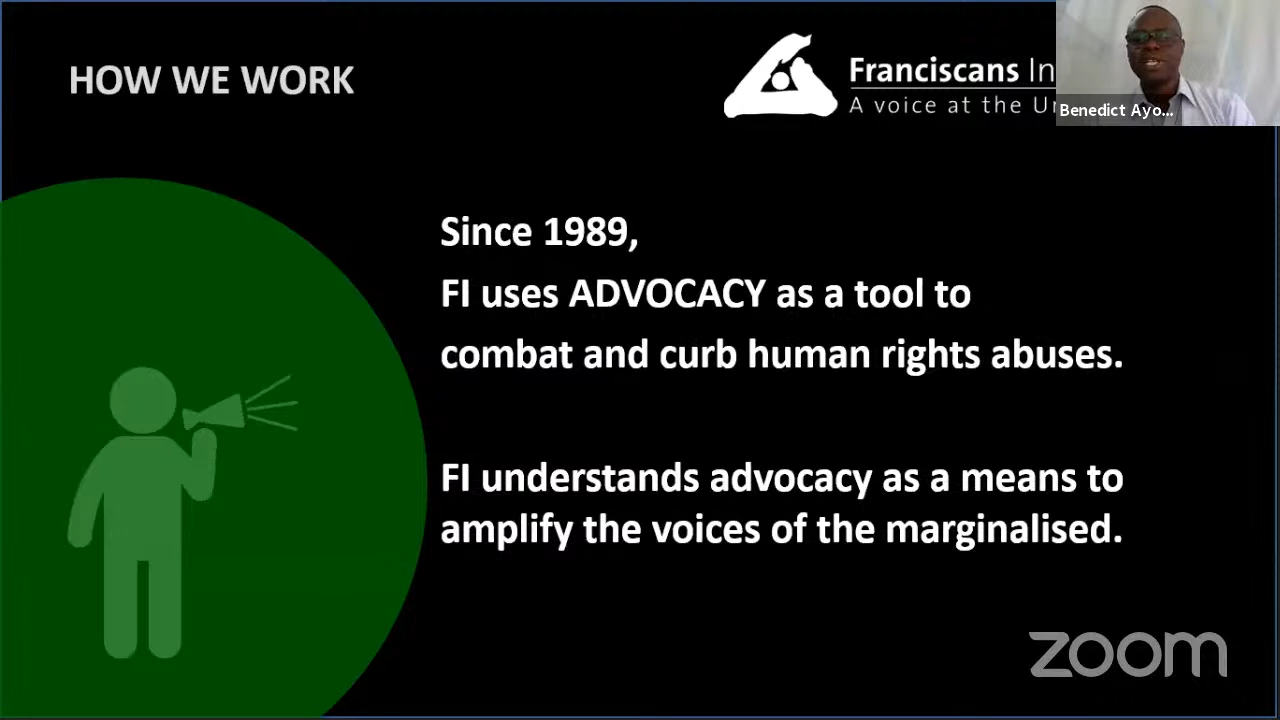 HOW WE WORK
Franciscans In
A voice at the Un
Benedict Ayo...
Since 1989,
FI uses ADVOCACY as a tool to
combat and curb human rights abuses.
FI understands advocacy as a means to
amplify the voices of the marginalised.
zoom